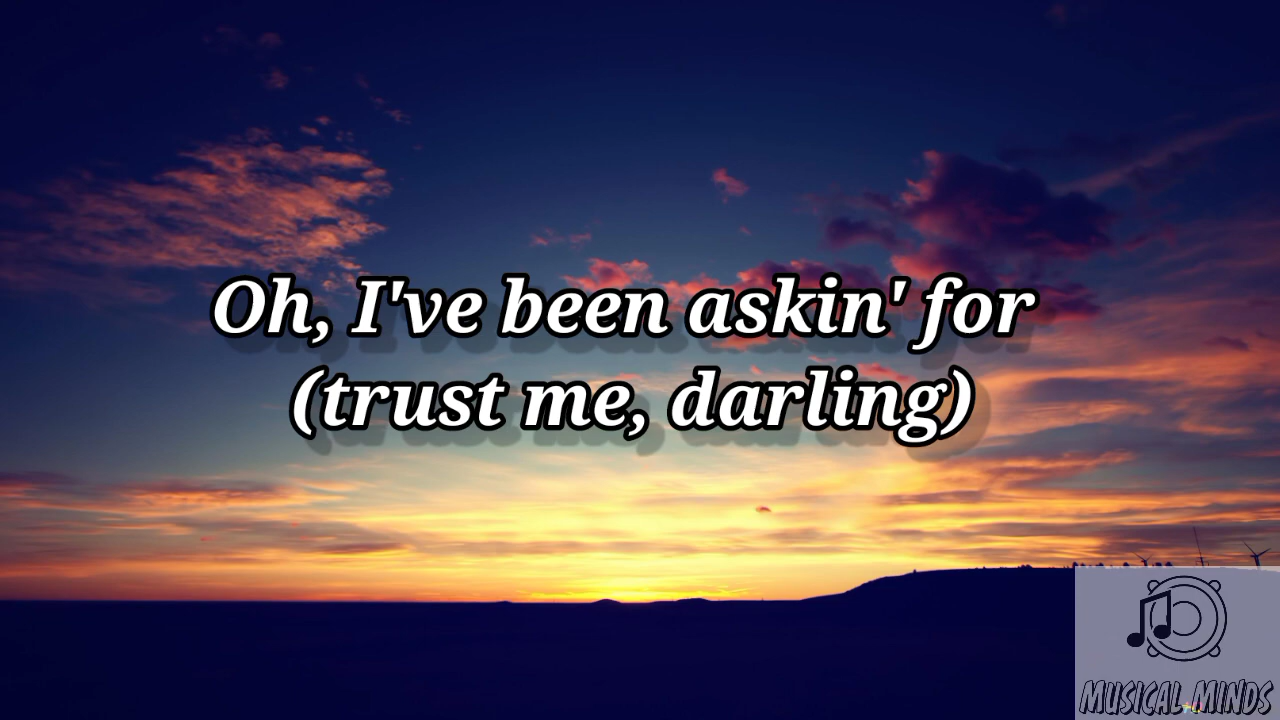 Oh, I've been askin' for
(trust me, darling)
MUSICAL MINDS